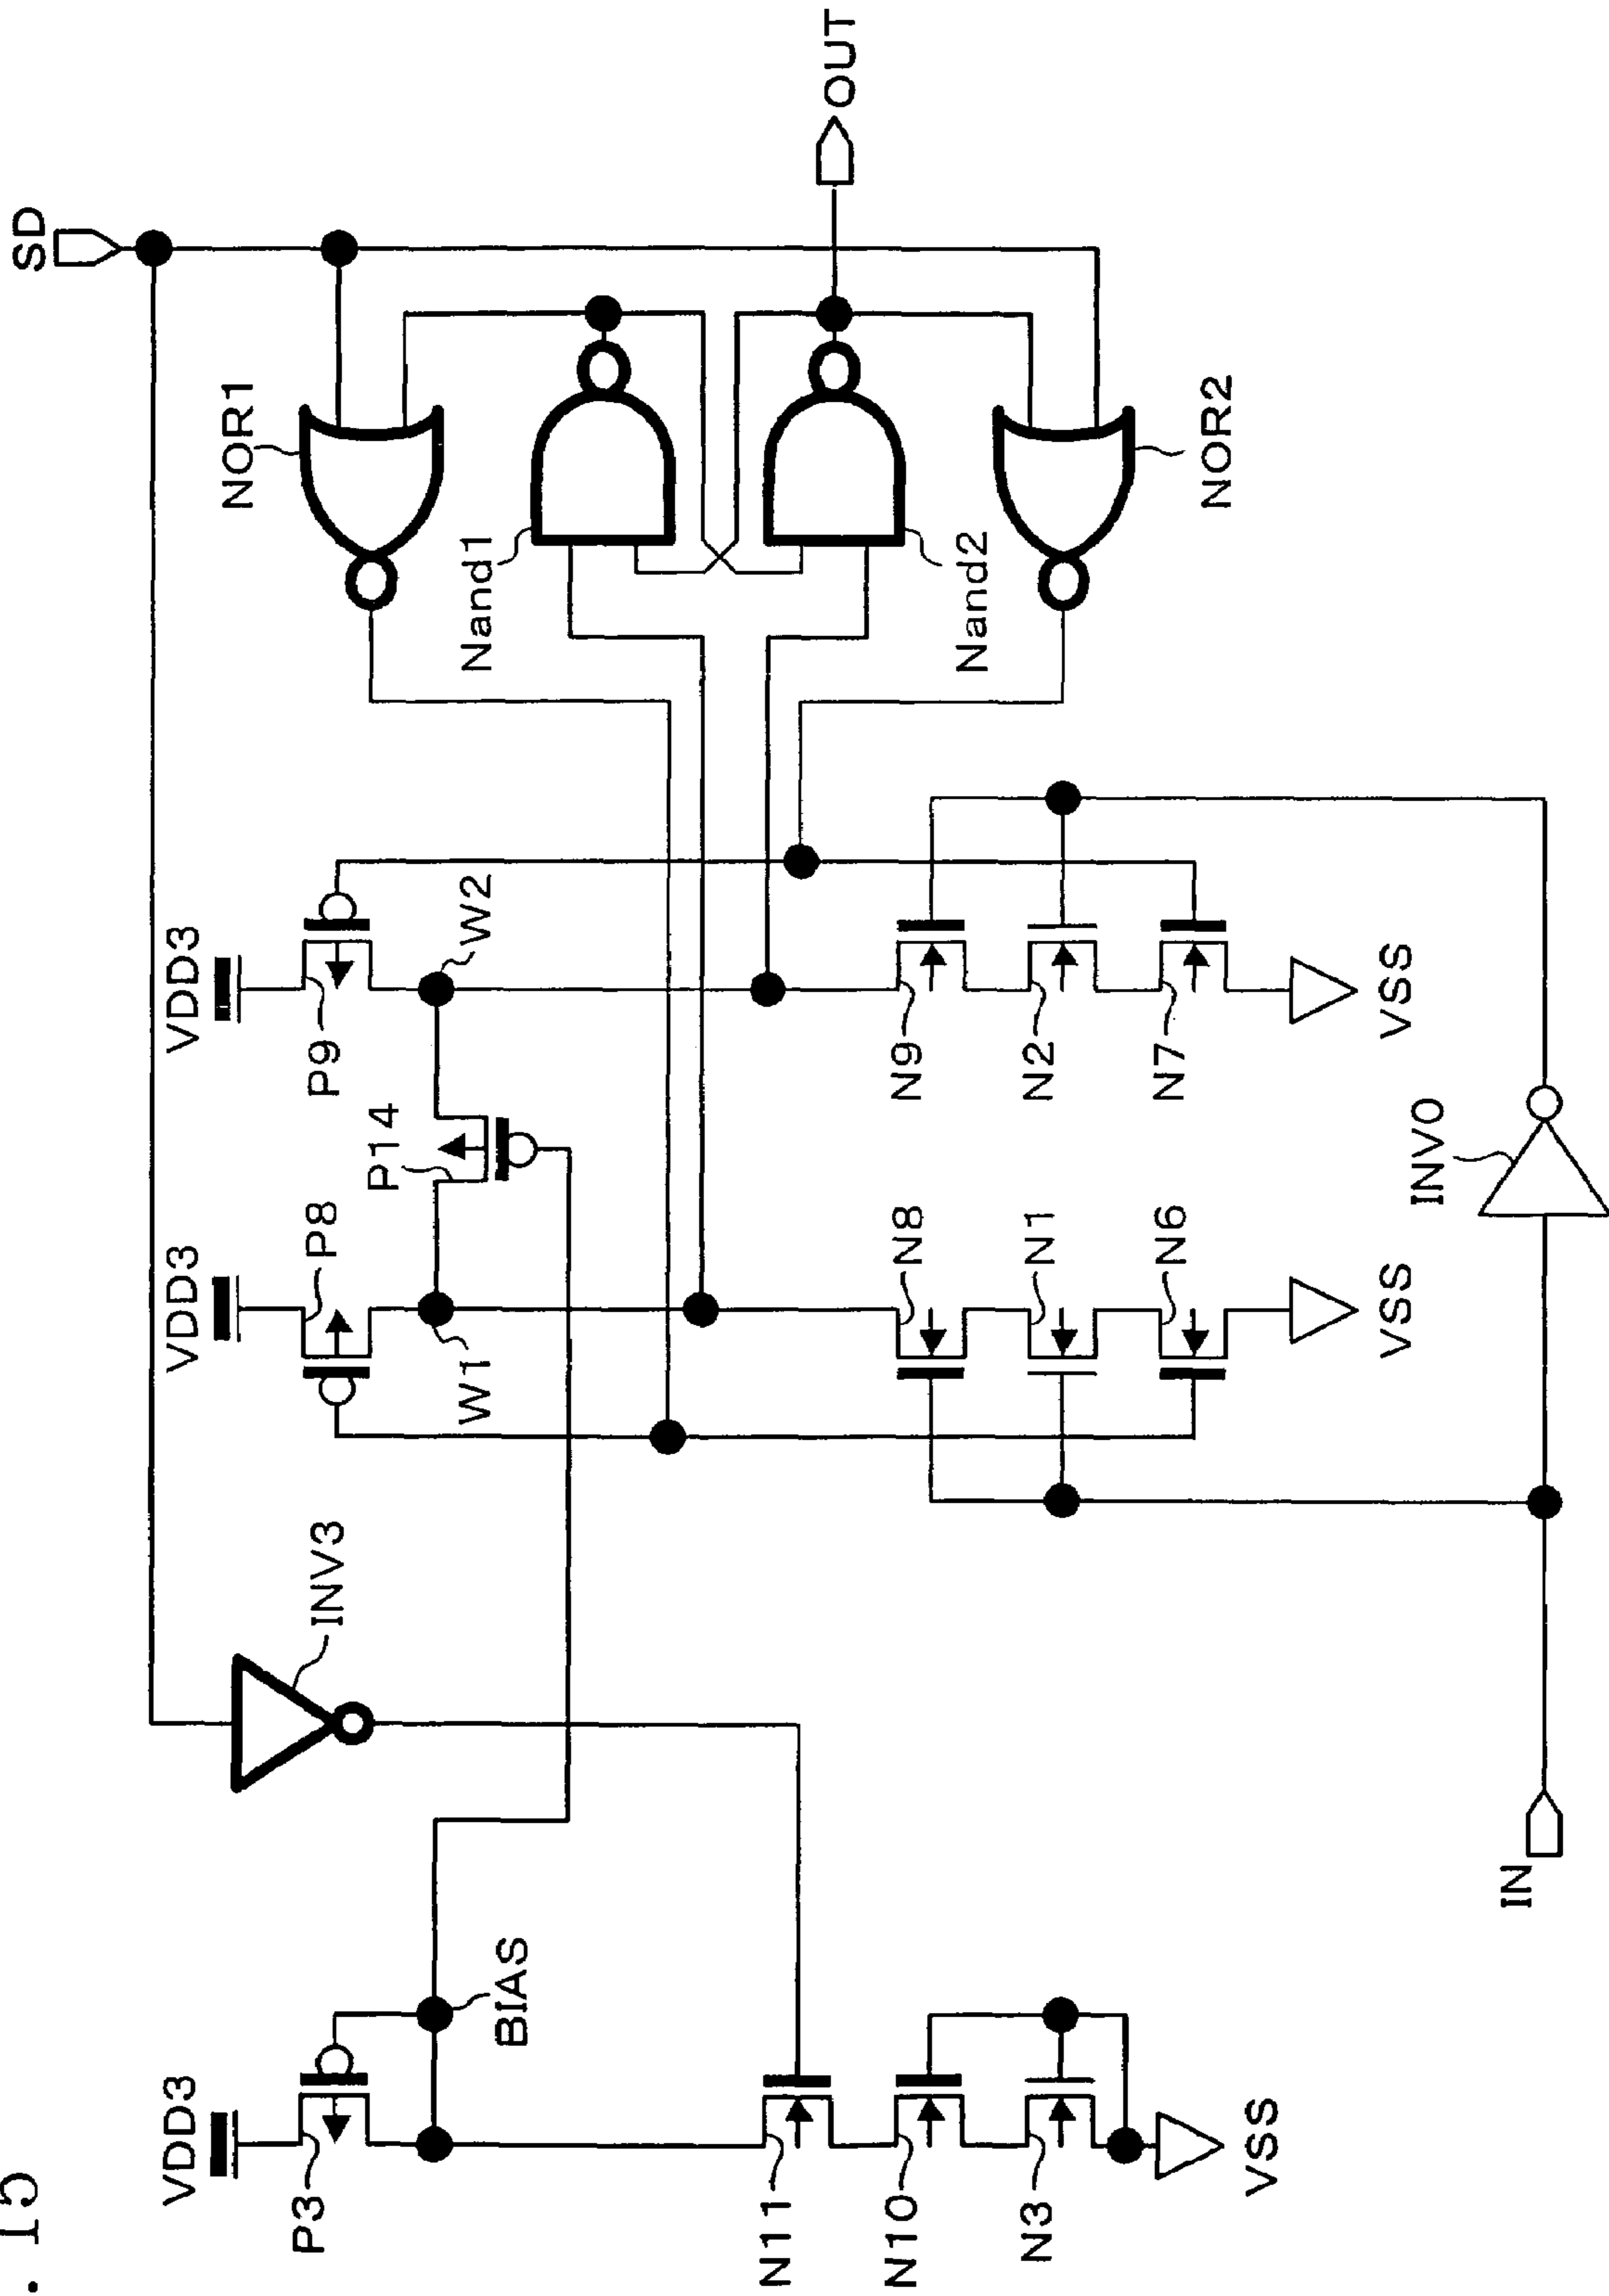 . 15
SD
OUT
NOR1
Nand1
Nand2
NOR2
VDD3
P9
W2
P14
VDD3
P8
W1
N9
N2
N7
VSS
N8
N1
N6
VSS
INV0
INV3
IN
VDD3
P3
BIAS
N11
N10
N3
VSS